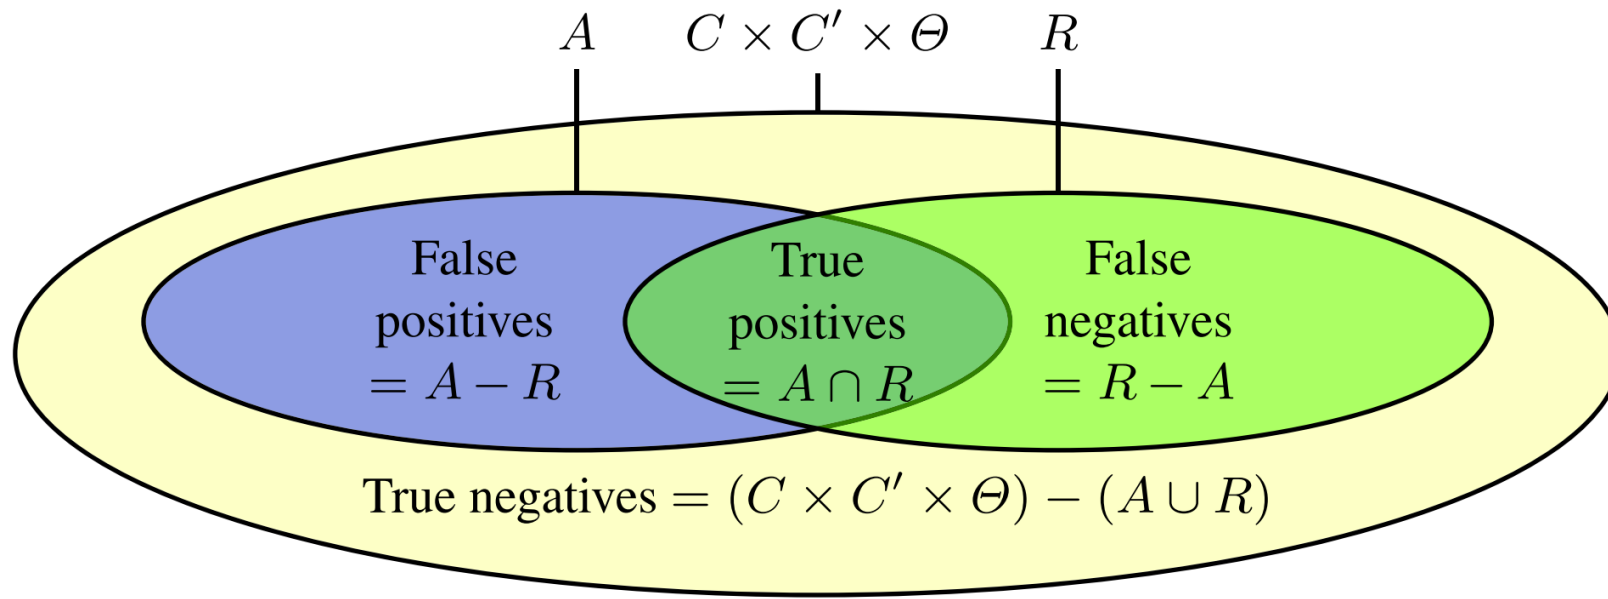 A C × C′ × Θ R
False
positives
= A − R
True
positives
= A ∩ R
False
negatives
= R − A
True negatives = (C × C′ × Θ) − (A ∪ R)